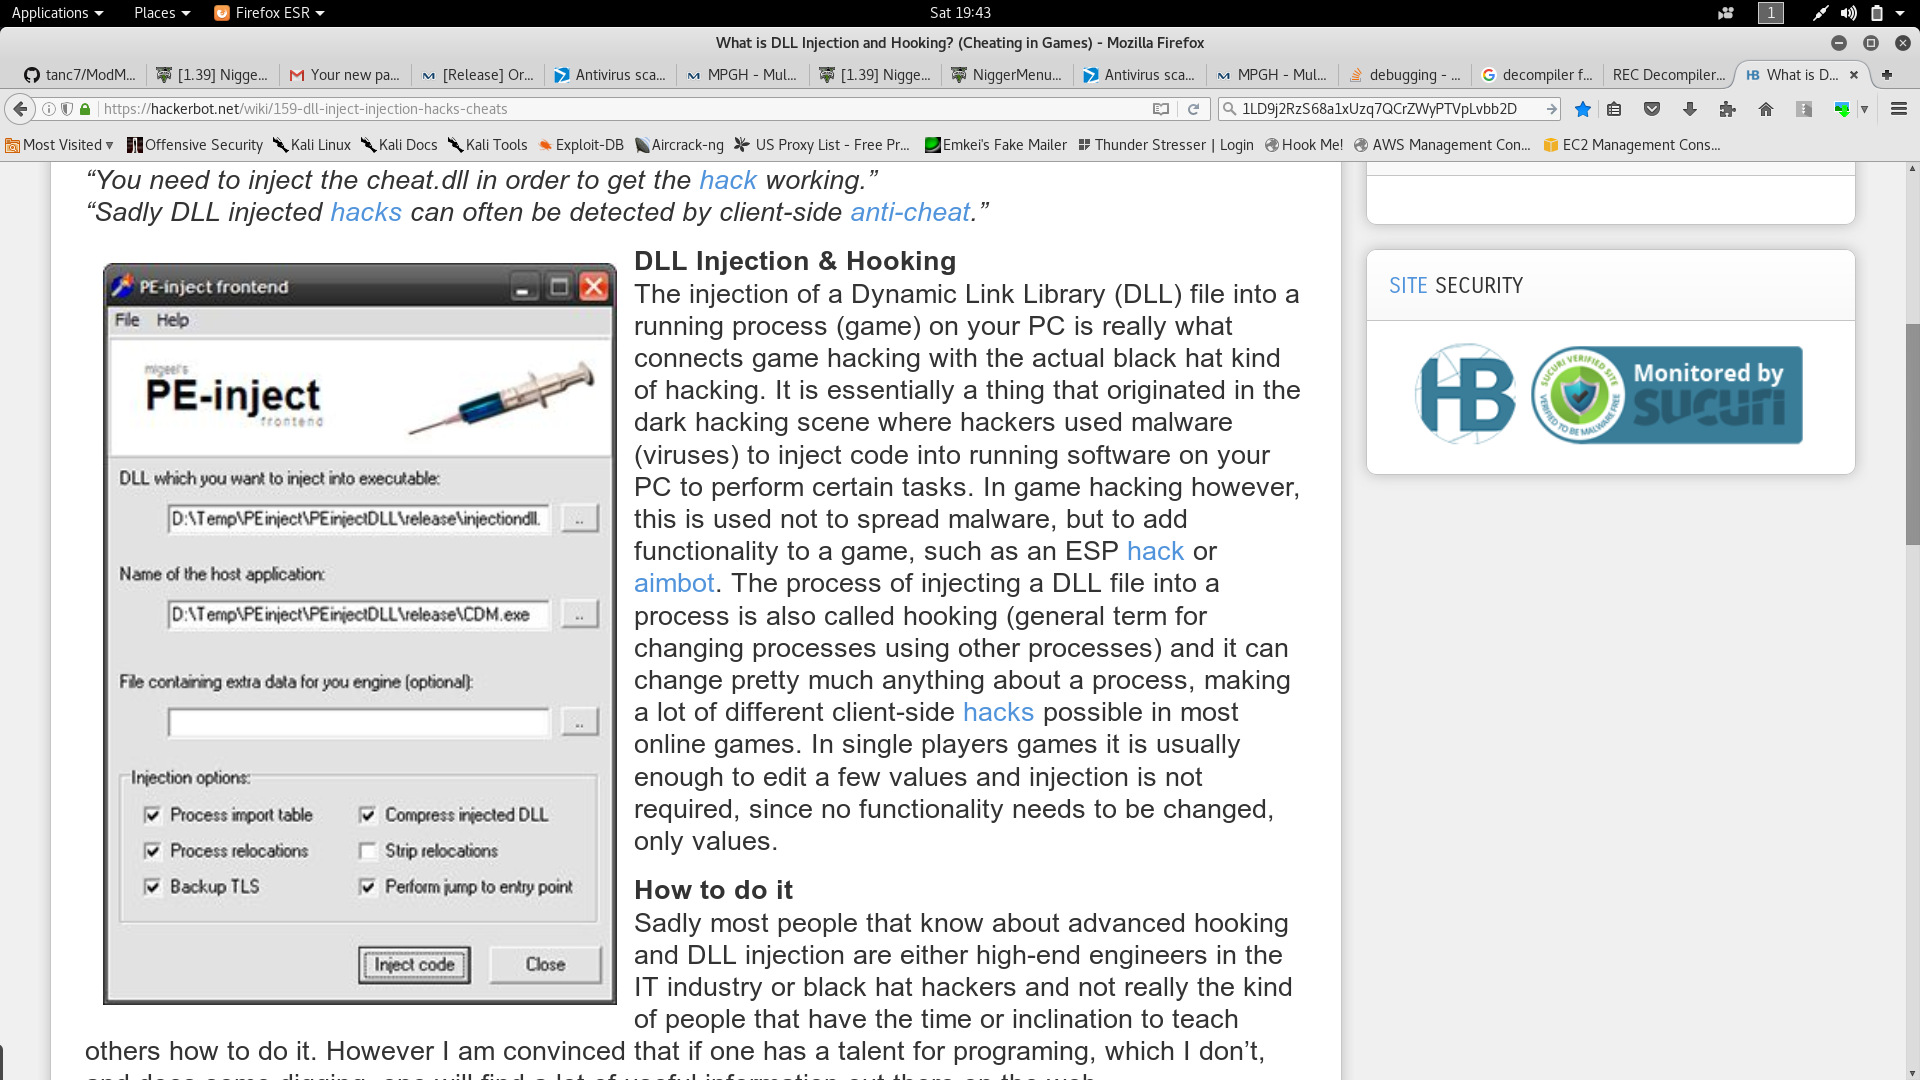 Applications Places Firefox ESR Sat 19:43 1
What is DLL Injection and Hooking? (Cheating in Games) - Mozilla Firefox
tanc7/ModM... [1.39] Nigge... Your new pa... [Release] Or... Antivirus sca... MPGH - Mul... [1.39] Nigge... NiggerMenu... Antivirus sca... MPGH - Mul... debugging - ... decompiler f... REC Decompiler... What is D...
https://hackerbot.net/wiki/159-dll-inject-injection-hacks-cheats 1LD9j2RzS68a1xUzq7QCrZWyPTVpLvbb2D
Most Visited Offensive Security Kali Linux Kali Docs Kali Tools Exploit-DB Aircrack-ng US Proxy List - Free Pr... Emkei's Fake Mailer Thunder Stresser | Login Hook Me! AWS Management Con... EC2 Management Cons...
“You need to inject the cheat.dll in order to get the hack working.”
“Sadly DLL injected hacks can often be detected by client-side anti-cheat.”
PE-inject frontend
File Help
migeel's
PE-inject
frontend
DLL which you want to inject into executable:
D:\Temp\PEinject\PEinjectDLL\release\injectiondll. ..
Name of the host application:
D:\Temp\PEinject\PEinjectDLL\release\CDM.exe ..
File containing extra data for you engine (optional):
..
Injection options:
Process import table Compress injected DLL
Process relocations Strip relocations
Backup TLS Perform jump to entry point
Inject code Close
DLL Injection & Hooking
The injection of a Dynamic Link Library (DLL) file into a
running process (game) on your PC is really what
connects game hacking with the actual black hat kind
of hacking. It is essentially a thing that originated in the
dark hacking scene where hackers used malware
(viruses) to inject code into running software on your
PC to perform certain tasks. In game hacking however,
this is used not to spread malware, but to add
functionality to a game, such as an ESP hack or
aimbot. The process of injecting a DLL file into a
process is also called hooking (general term for
changing processes using other processes) and it can
change pretty much anything about a process, making
a lot of different client-side hacks possible in most
online games. In single players games it is usually
enough to edit a few values and injection is not
required, since no functionality needs to be changed,
only values.
How to do it
Sadly most people that know about advanced hooking
and DLL injection are either high-end engineers in the
IT industry or black hat hackers and not really the kind
of people that have the time or inclination to teach
others how to do it. However I am convinced that if one has a talent for programing, which I don’t,
and does some digging, one will find a lot of useful information out there on the web.
SITE SECURITY
HB
SUCURI VERIFIED SITE
VERIFIED TO BE MALWARE FREE
Monitored by
sucuri